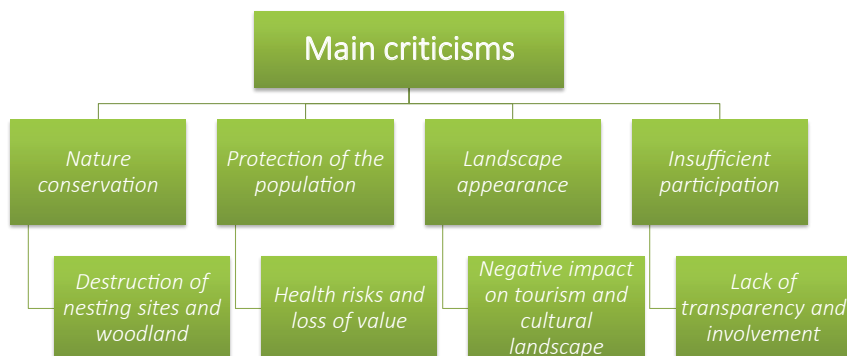 Main criticisms
Nature
conservation
Protection of the
population
Landscape
appearance
Insufficient
participation
Destruction of
nesting sites and
woodland
Health risks and
loss of value
Negative impact
on tourism and
cultural
landscape
Lack of
transparency and
involvement